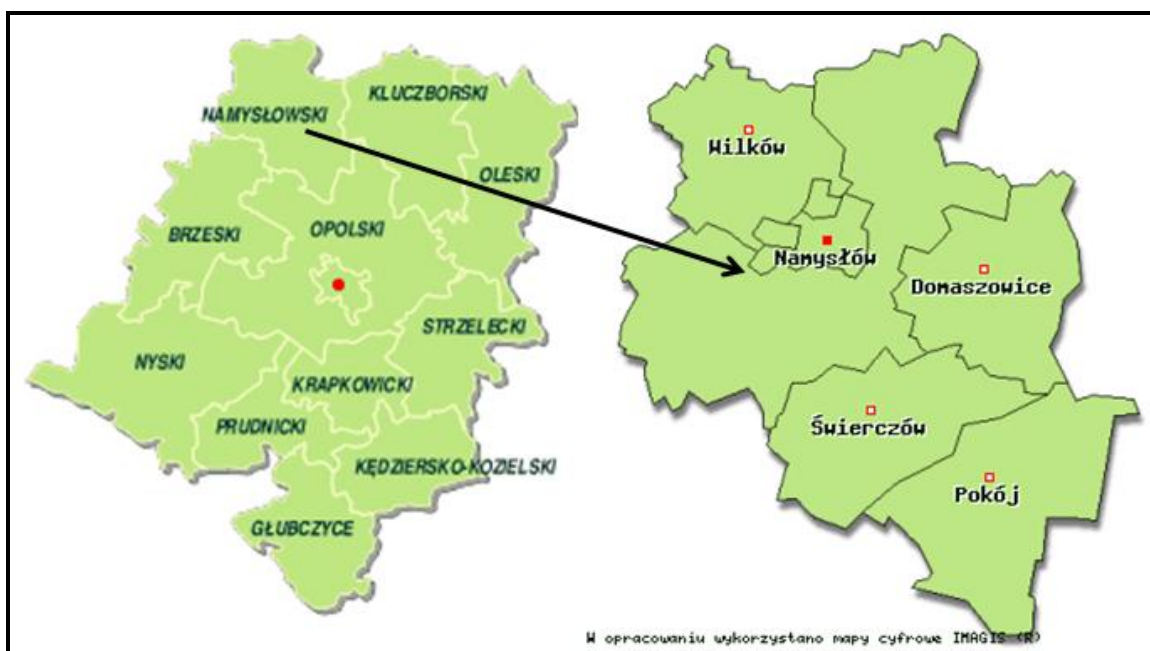 NAMYSŁOWSKI
KLUCZBORSKI
OLESKI
BRZESKI
OPOLSKI
STRZELECKI
NYSKI
KRAPKOWICKI
PRUDNICKI
KĘDZIERSKO-KOZIELSKI
GŁUBCZYCE
Wilków
Namysłów
Domaszowice
Świerczów
Pokój
W opracowaniu wykorzystano mapy cyfrowe IMAGIS (R)